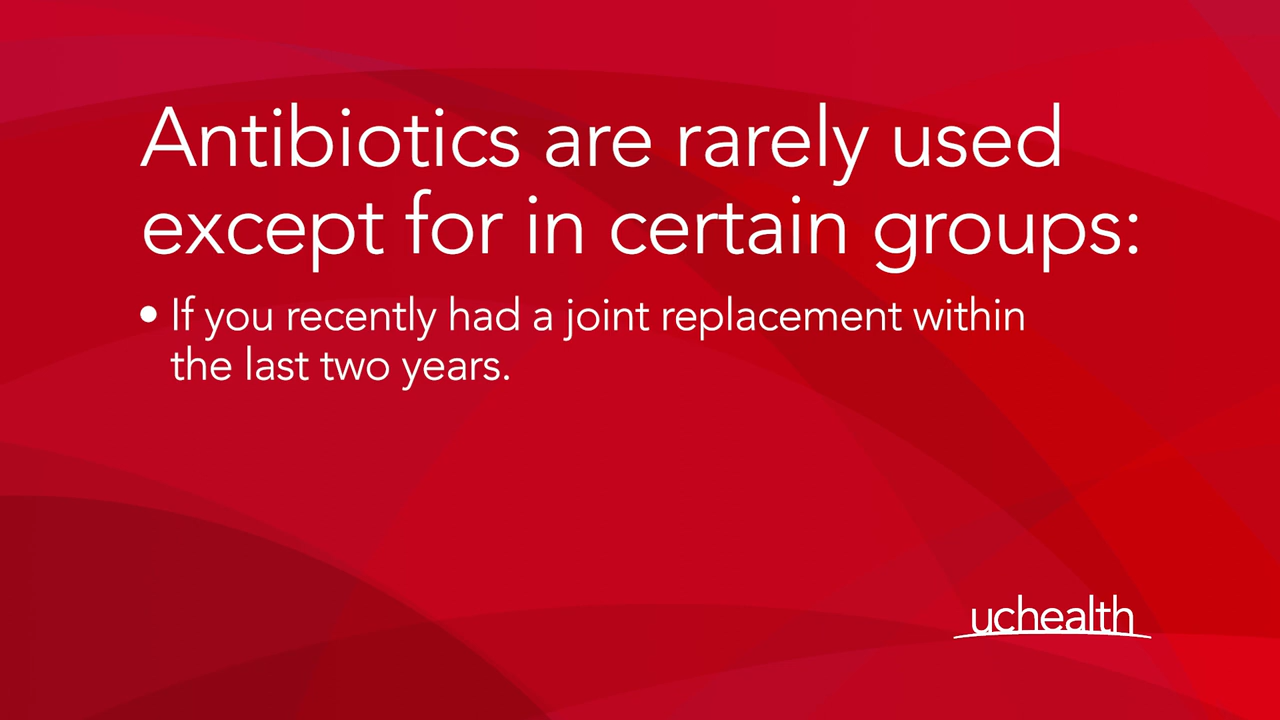 Antibiotics are rarely used
except for in certain groups:
• If you recently had a joint replacement within
the last two years.
uchealth